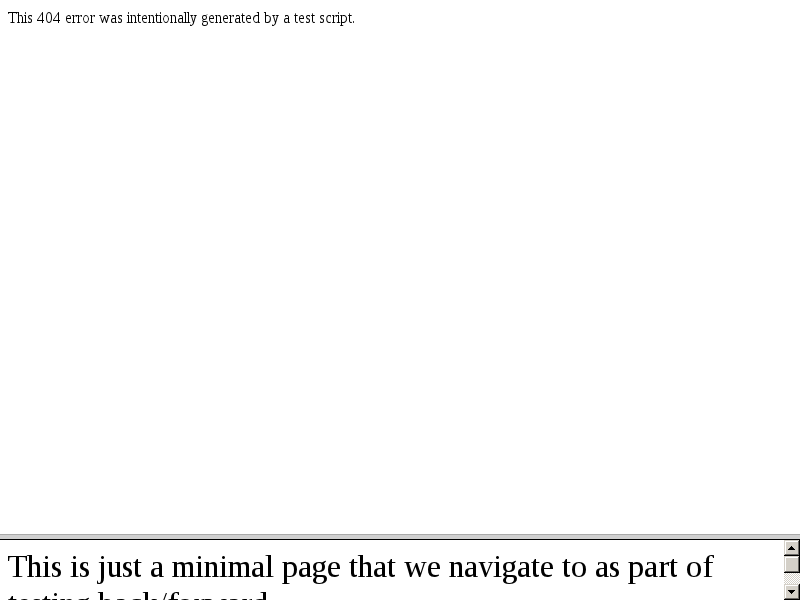 This 404 error was intentionally generated by a test script.
This is just a minimal page that we navigate to as part of
testing back/forward